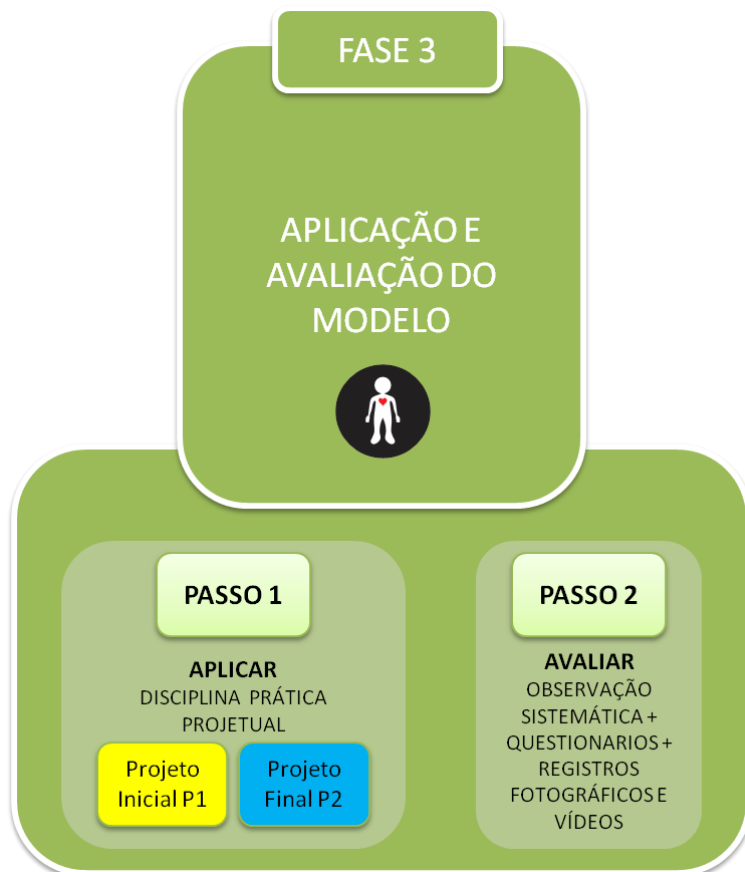 FASE 3
APLICAÇÃO E
AVALIAÇÃO DO
MODELO
PASSO 1
APLICAR
DISCIPLINA PRÁTICA
PROJETUAL
Projeto
Inicial P1
Projeto
Final P2
PASSO 2
AVALIAR
OBSERVAÇÃO
SISTEMÁTICA +
QUESTIONARIOS +
REGISTROS
FOTOGRÁFICOS E
VÍDEOS